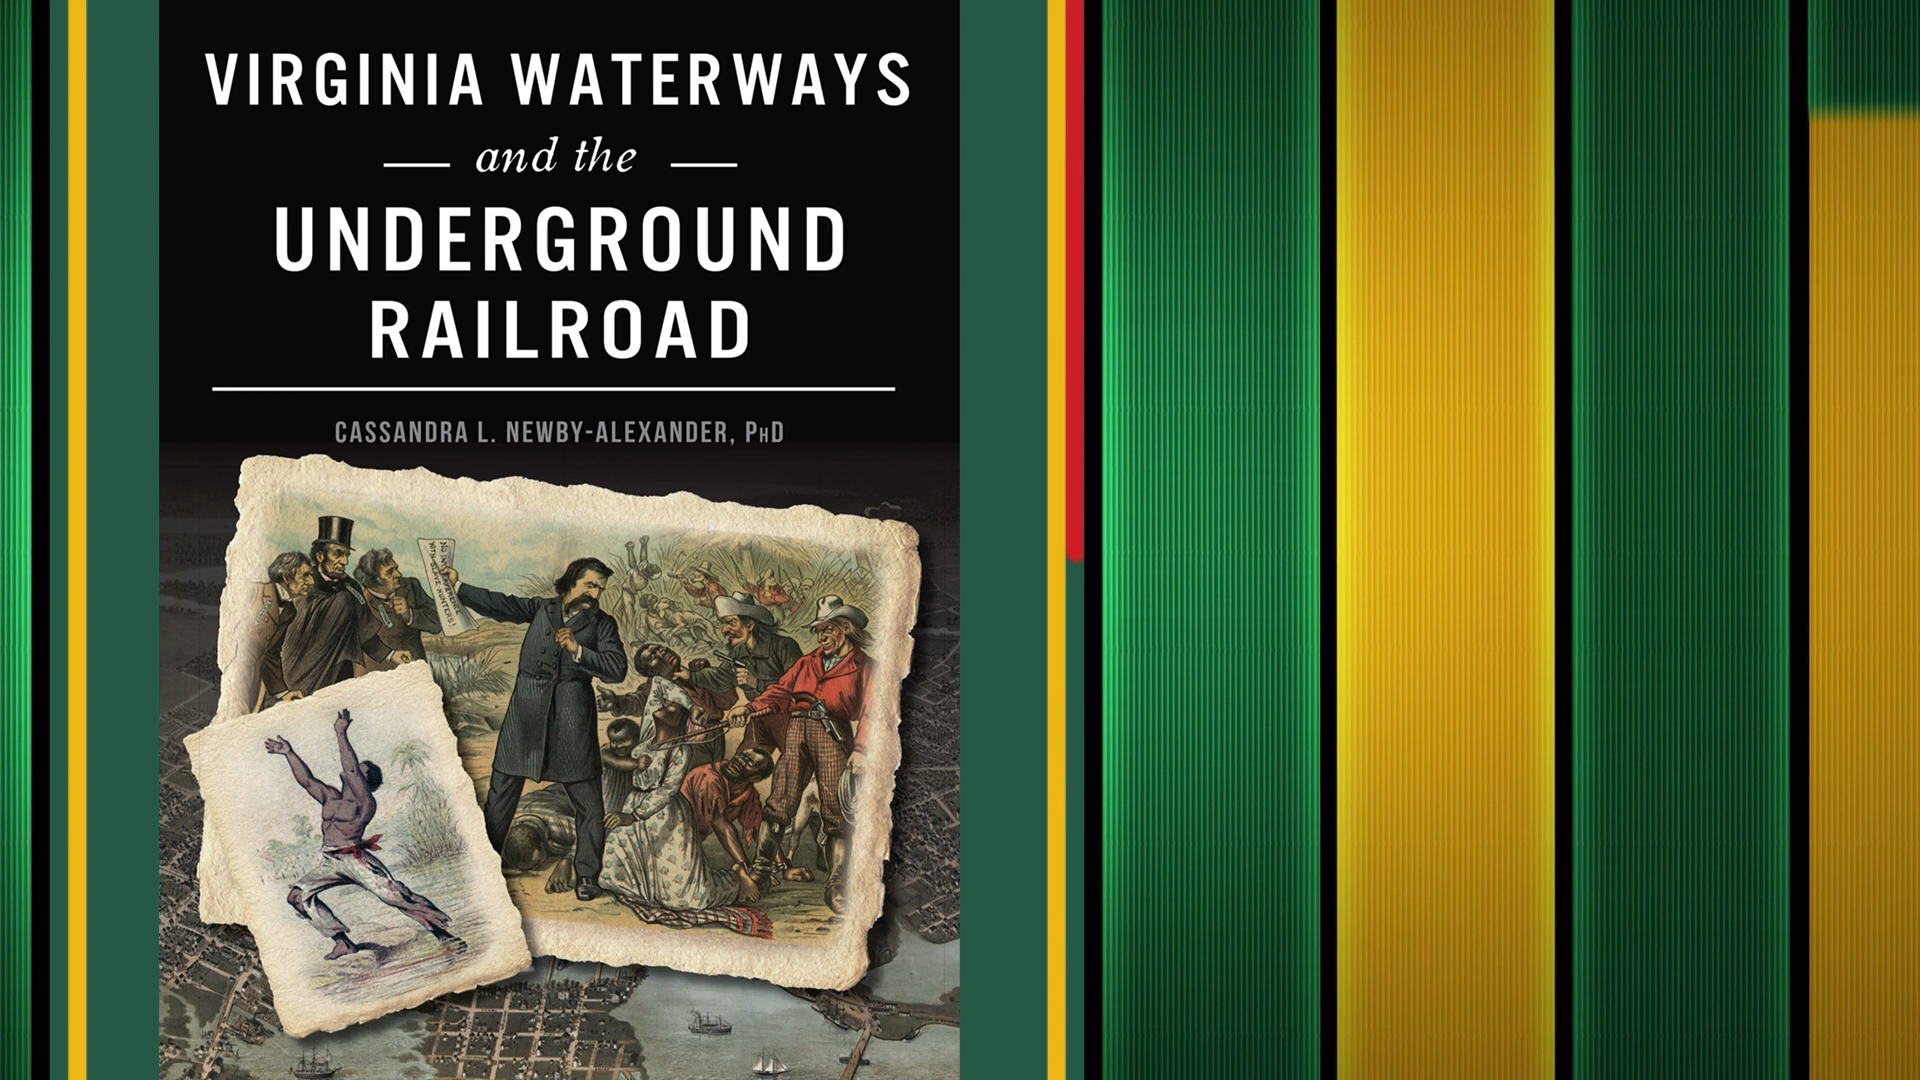 VIRGINIA WATERWAYS
and the
UNDERGROUND
RAILROAD
CASSANDRA L. NEWBY-ALEXANDER, PHD